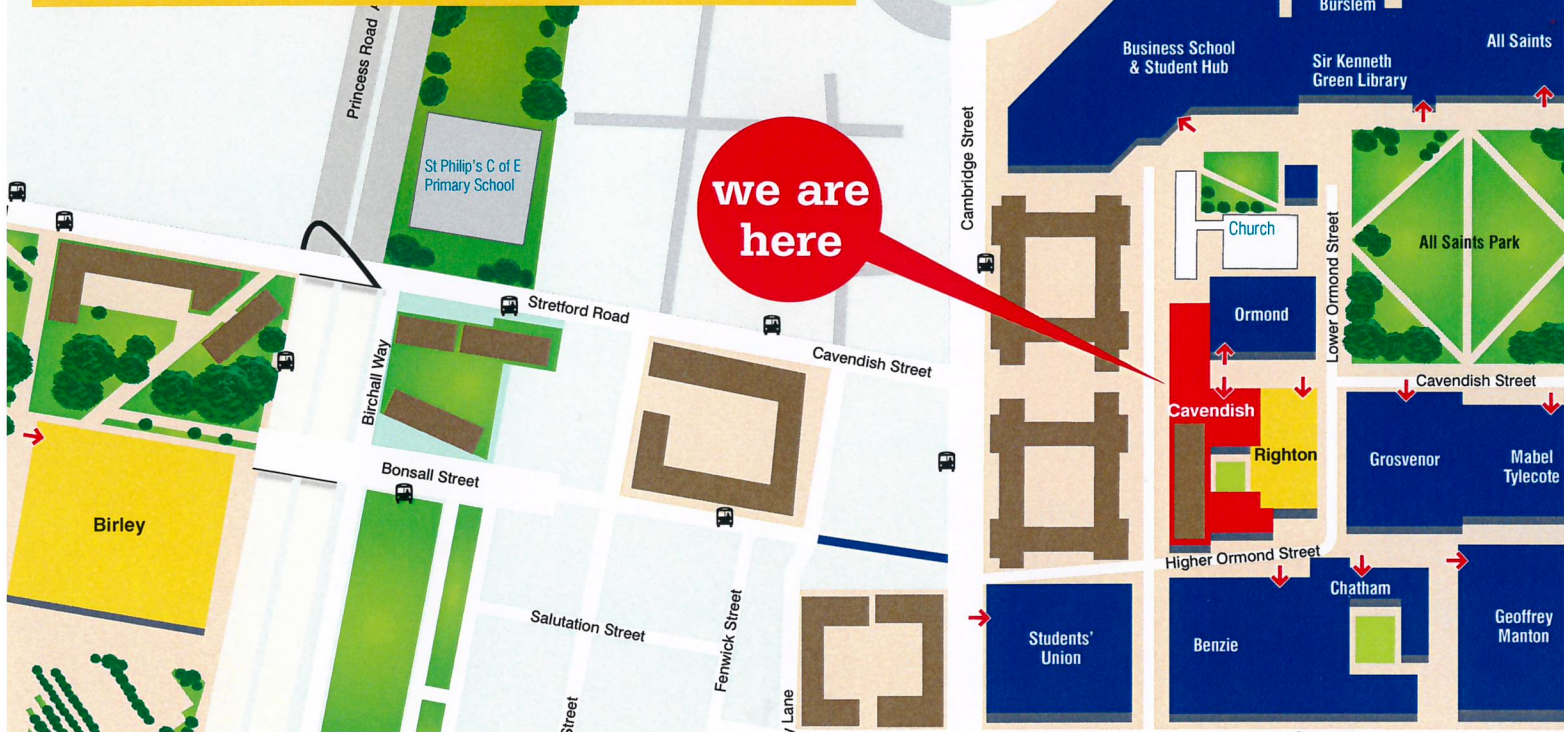 Burslem
Business School
& Student Hub
Sir Kenneth
Green Library
All Saints
Princess Road
St Philip's C of E
Primary School
Cambridge Street
we are
here
Church
Lower Ormond Street
All Saints Park
Ormond
Stretford Road
Cavendish Street
Cavendish Street
Birchall Way
Cavendish
Righton
Grosvenor
Mabel
Tylecote
Bonsall Street
Birley
Higher Ormond Street
Chatham
Salutation Street
Fenwick Street
Students'
Union
Benzie
Geoffrey
Manton
Street
Lane